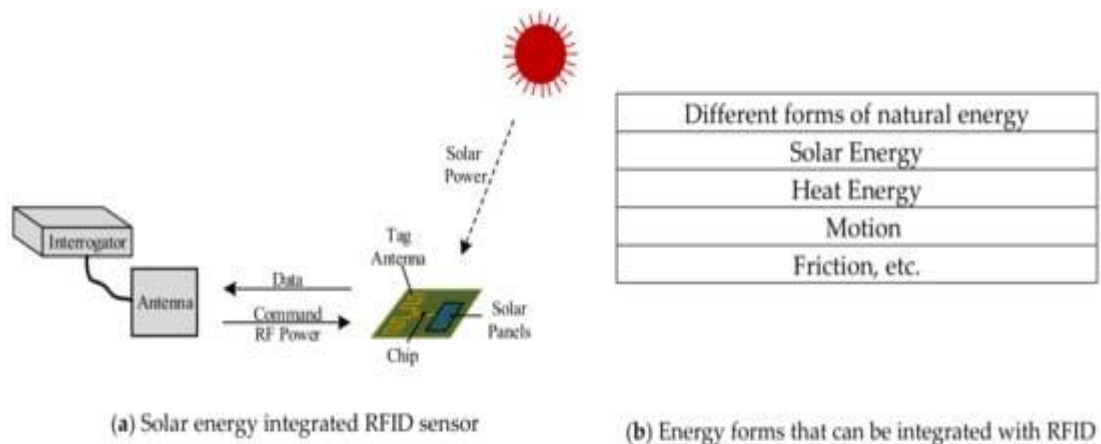 Solar
Power
Interrogator
Tag
Antenna
Antenna
Data
Command
RF Power
Solar
Panels
Chip
(a) Solar energy integrated RFID sensor
Different forms of natural energy
Solar Energy
Heat Energy
Motion
Friction, etc.
(b) Energy forms that can be integrated with RFID